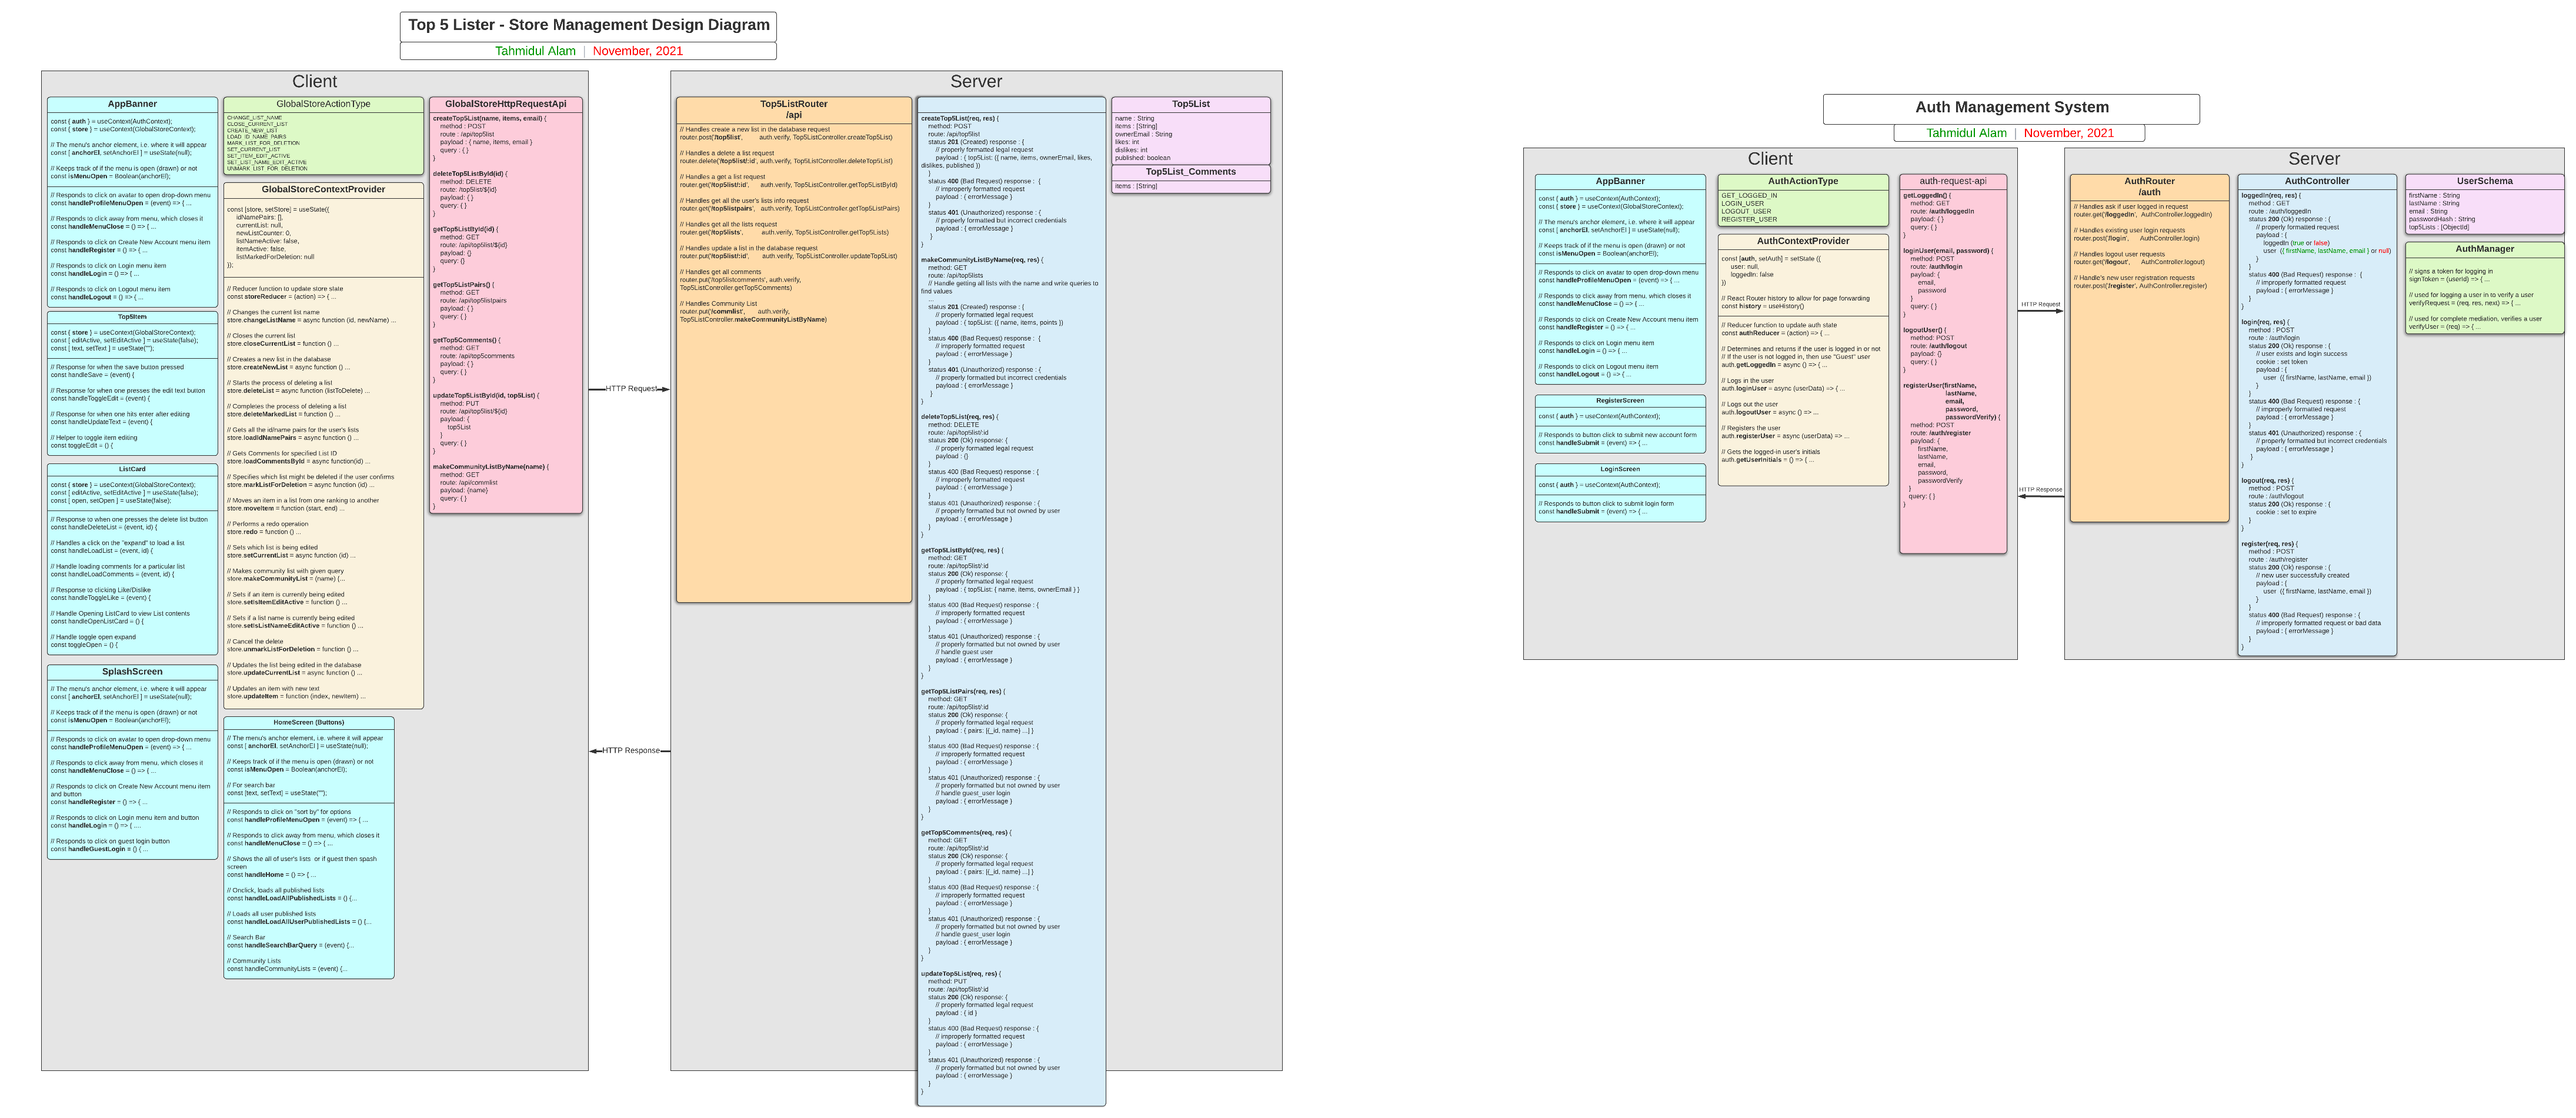 Top 5 Lister - Store Management Design Diagram
Tahmidul Alam | November, 2021
Client
AppBanner
const { auth } = useContext(AuthContext);
const { store } = useContext(GlobalStoreContext);
// The menu's anchor element, i.e. where it will appear
const [ anchorEl, setAnchorEl ] = useState(null);
// Keeps track of if the menu is open (drawn) or not
const isMenuOpen = Boolean(anchorEl);
// Responds to click on avatar to open drop-down menu
const handleProfileMenuOpen = (event) => { ...
// Responds to click away from menu, which closes it
const handleMenuClose = () => { ...
// Responds to click on Create New Account menu item
const handleRegister = () => { ...
// Responds to click on Login menu item
const handleLogin = () => { ...
// Responds to click on Logout menu item
const handleLogout = () => { ...
Top5Item
const { store } = useContext(GlobalStoreContext);
const [ editActive, setEditActive ] = useState(false);
const [ text, setText ] = useState("");
// Response for when the save button pressed
const handleSave = (event) {
// Response for when one presses the edit text button
const handleToggleEdit = (event) {
// Response for when one hits enter after ediitng
const handleUpdateText = (event) {
// Helper to toggle item editing
const toggleEdit = () {
ListCard
const { store } = useContext(GlobalStoreContext);
const [ editActive, setEditActive ] = useState(false);
const [ open, setOpen ] = useState(false);
// Response to when one presses the delete list button
const handleDeleteList = (event, id) {
// Handles a click on the "expand" to load a list
const handleLoadList = (event, id) {
// Handle loading comments for a particular list
const handleLoadComments = (event, id) {
// Response to clicking Like/Dislike
const handleToggleLike = (event) {
// Handle Opening ListCard to view List contents
const handleOpenListCard = () {
// Handle toggle open expand
const toggleOpen = () {
SplashScreen
// The menu's anchor element, i.e. where it will appear
const [ anchorEl, setAnchorEl ] = useState(null);
// Keeps track of if the menu is open (drawn) or not
const isMenuOpen = Boolean(anchorEl);
// Responds to click on avatar to open drop-down menu
const handleProfileMenuOpen = (event) => { ...
// Responds to click away from menu, which closes it
const handleMenuClose = () => { ...
// Responds to click on Create New Account menu item
and button
const handleRegister = () => { ...
// Responds to click on Login menu item and button
const handleLogin = () => { ....
// Responds to click on guest login button
const handleGuestLogin = () { ...
GlobalStoreActionType
CHANGE_LIST_NAME
CLOSE_CURRENT_LIST
CREATE_NEW_LIST
LOAD_ID_NAME_PAIRS
MARK_LIST_FOR_DELETION
SET_CURRENT_LIST
SET_ITEM_EDIT_ACTIVE
SET_LIST_NAME_EDIT_ACTIVE
UNMARK_LIST_FOR_DELETION
GlobalStoreContextProvider
const [store, setStore] = useState({
idNamePairs: [],
currentList: null,
newListCounter: 0,
listNameActive: false,
itemActive: false,
listMarkedForDeletion: null
});
// Reducer function to update store state
const storeReducer = (action) => { ...
// Changes the current list name
store.changeListName = async function (id, newName) ...
// Closes the current list
store.closeCurrentList = function () ...
// Creates a new list in the database
store.createNewList = async function () ...
// Starts the process of deleting a list
store.deleteList = async function (listToDelete) ...
// Completes the process of deleting a list
store.deleteMarkedList = function () ...
// Gets all the id/name pairs for the user's lists
store.loadIdNamePairs = async function () ...
// Gets Comments for specified List ID
store.loadCommentsById = async function(id) ...
// Specifies which list might be deleted if the user confirms
store.markListForDeletion = async function (id) ...
// Moves an item in a list from one ranking to another
store.moveItem = function (start, end) ...
// Performs a redo operation
store.redo = function () ...
// Sets which list is being edited
store.setCurrentList = async function (id) ...
// Makes community list with given query
store.makeCommunityList = (name) {...
// Sets if an item is currently being edited
store.setIsItemEditActive = function () ...
// Sets if a list name is currently being edited
store.setIsListNameEditActive = function () ...
// Cancel the delete
store.unmarkListForDeletion = function () ...
// Updates the list being edited in the database
store.updateCurrentList = async function () ...
// Updates an item with new text
store.updateItem = function (index, newItem) ...
HomeScreen (Buttons)
// The menu's anchor element, i.e. where it will appear
const [ anchorEl, setAnchorEl ] = useState(null);
// Keeps track of if the menu is open (drawn) or not
const isMenuOpen = Boolean(anchorEl);
// For search bar
const [text, setText] = useState("");
// Responds to click on "sort by" for options
const handleProfileMenuOpen = (event) => { ...
// Responds to click away from menu, which closes it
const handleMenuClose = () => { ...
// Shows the all of user's lists or if guest then spash
screen
const handleHome = () => { ...
// Onclick, loads all published lists
const handleLoadAllPublishedLists = () {...
// Loads all user published lists
const handleLoadAllUserPublishedLists = () {...
// Search Bar
const handleSearchBarQuery = (event) {...
// Community Lists
const handleCommunityLists = (event) {...
GlobalStoreHttpRequestApi
createTop5List(name, items, email) {
method : POST
route : /api/top5list
payload : { name, items, email }
query : { }
}
deleteTop5ListById(id) {
method: DELETE
route: /top5list/${id}
payload: { }
query: { }
}
getTop5ListById(id) {
method: GET
route: /api/top5list/${id}
payload: {}
query: {}
}
getTop5ListPairs() {
method: GET
route: /api/top5listpairs
payload: { }
query: { }
}
getTop5Comments() {
method: GET
route: /api/top5comments
payload: { }
query: { }
}
updateTop5ListById(id, top5List) {
method: PUT
route: /api/top5list/${id}
payload: {
top5List
}
query: { }
}
makeCommunityListByName(name) {
method: GET
route: /api/commlist
payload: {name}
query: { }
}
HTTP Request
HTTP Response
Server
Top5ListRouter
/api
// Handles create a new list in the database request
router.post('/top5list', auth.verify, Top5ListController.createTop5List)
// Handles a delete a list request
router.delete('/top5list/:id', auth.verify, Top5ListController.deleteTop5List)
// Handles a get a list request
router.get('/top5list/:id', auth.verify, Top5ListController.getTop5ListById)
// Handles get all the user's lists info request
router.get('/top5listpairs', auth.verify, Top5ListController.getTop5ListPairs)
// Handles get all the lists request
router.get('/top5lists', auth.verify, Top5ListController.getTop5Lists)
// Handles update a list in the database request
router.put('/top5list/:id', auth.verify, Top5ListController.updateTop5List)
// Handles get all comments
router.put('/top5listcomments', auth.verify,
Top5ListController.getTop5Comments)
// Handles Community List
router.put('/commlist', auth.verify,
Top5ListController.makeCommunityListByName)
createTop5List(req, res) {
method: POST
route: /api/top5list
status 201 (Created) response : {
// properly formatted legal request
payload : { top5List: ({ name, items, ownerEmail, likes,
dislikes, published })
}
status 400 (Bad Request) response : {
// improperly formatted request
payload : { errorMessage }
}
status 401 (Unauthorized) response : {
// properly formatted but incorrect credentials
payload : { errorMessage }
}
}
makeCommunityListByName(req, res) {
method: GET
route: /api/top5lists
// Handle getting all lists with the name and write queries to
find values
...
status 201 (Created) response : {
// properly formatted legal request
payload : { top5List: ({ name, items, points })
}
status 400 (Bad Request) response : {
// improperly formatted request
payload : { errorMessage }
}
status 401 (Unauthorized) response : {
// properly formatted but incorrect credentials
payload : { errorMessage }
}
}
deleteTop5List(req, res) {
method: DELETE
route: /api/top5list/:id
status 200 (Ok) response: {
// properly formatted legal request
payload : {}
}
status 400 (Bad Request) response : {
// improperly formatted request
payload : { errorMessage }
}
status 401 (Unauthorized) response : {
// properly formatted but not owned by user
payload : { errorMessage }
}
}
getTop5ListById(req, res) {
method: GET
route: /api/top5list/:id
status 200 (Ok) response: {
// properly formatted legal request
payload : { top5List: { name, items, ownerEmail } }
}
status 400 (Bad Request) response : {
// improperly formatted request
payload : { errorMessage }
}
status 401 (Unauthorized) response : {
// properly formatted but not owned by user
// handle guest user
payload : { errorMessage }
}
}
getTop5ListPairs(req, res) {
method: GET
route: /api/top5list/:id
status 200 (Ok) response: {
// properly formatted legal request
payload : { pairs: [{_id, name} ...] }
}
status 400 (Bad Request) response : {
// improperly formatted request
payload : { errorMessage }
}
status 401 (Unauthorized) response : {
// properly formatted but not owned by user
// handle guest_user login
payload : { errorMessage }
}
}
getTop5Comments(req, res) {
method: GET
route: /api/top5list/:id
status 200 (Ok) response: {
// properly formatted legal request
payload : { pairs: [{_id, name} ...] }
}
status 400 (Bad Request) response : {
// improperly formatted request
payload : { errorMessage }
}
status 401 (Unauthorized) response : {
// properly formatted but not owned by user
// handle guest_user login
payload : { errorMessage }
}
}
updateTop5List(req, res) {
method: PUT
route: /api/top5list/:id
status 200 (Ok) response: {
// properly formatted legal request
payload : { id }
}
status 400 (Bad Request) response : {
// improperly formatted request
payload : { errorMessage }
}
status 401 (Unauthorized) response : {
// properly formatted but not owned by user
payload : { errorMessage }
}
}
Top5List
name : String
items : [String]
ownerEmail : String
likes: int
dislikes: int
published: boolean
Top5List_Comments
items : [String]
Auth Management System
Tahmidul Alam | November, 2021
Client
AppBanner
const { auth } = useContext(AuthContext);
const { store } = useContext(GlobalStoreContext);
// The menu's anchor element, i.e. where it will appear
const [ anchorEl, setAnchorEl ] = useState(null);
// Keeps track of if the menu is open (drawn) or not
const isMenuOpen = Boolean(anchorEl);
// Responds to click on avatar to open drop-down menu
const handleProfileMenuOpen = (event) => { ...
// Responds to click away from menu, which closes it
const handleMenuClose = () => { ...
// Responds to click on Create New Account menu item
const handleRegister = () => { ...
// Responds to click on Login menu item
const handleLogin = () => { ...
// Responds to click on Logout menu item
const handleLogout = () => { ...
RegisterScreen
const { auth } = useContext(AuthContext);
// Responds to button click to submit new account form
const handleSubmit = (event) => { ...
LoginScreen
const { auth } = useContext(AuthContext);
// Responds to button click to submit login form
const handleSubmit = (event) => { ...
AuthActionType
GET_LOGGED_IN
LOGIN_USER
LOGOUT_USER
REGISTER_USER
AuthContextProvider
const [auth, setAuth] = setState ({
user: null,
loggedIn: false
})
// React Router history to allow for page forwarding
const history = useHistory()
// Reducer function to update auth state
const authReducer = (action) => { ...
// Determines and returns if the user is logged in or not
// If the user is not logged in, then use "Guest" user
auth.getLoggedIn = async () => { ...
// Logs in the user
auth.loginUser = async (userData) => { ...
// Logs out the user
auth.logoutUser = async () => ...
// Registers the user
auth.registerUser = async (userData) => ...
// Gets the logged-in user's initials
auth.getUserInitials = () => { ...
auth-request-api
getLoggedIn() {
method: GET
route: /auth/loggedIn
payload: { }
query: { }
}
loginUser(email, password) {
method: POST
route: /auth/login
payload: {
email,
password
}
query: { }
}
logoutUser() {
method: POST
route: /auth/logout
payload: {}
query: { }
}
registerUser(firstName,
lastName,
email,
password,
passwordVerify) {
method: POST
route: /auth/register
payload: {
firstName,
lastName,
email,
password,
passwordVerify
}
query: { }
}
HTTP Request
HTTP Response
Server
AuthRouter
/auth
// Handles ask if user logged in request
router.get('/loggedIn', AuthController.loggedIn)
// Handles existing user login requests
router.post('/login', AuthController.login)
// Handles logout user requests
router.get('/logout', AuthController.logout)
// Handle's new user registration requests
router.post('/register', AuthController.register)
AuthController
loggedIn(req, res) {
method : GET
route : /auth/loggedIn
status 200 (Ok) response : {
// properly formatted request
payload : {
loggedIn (true or false)
user ({ firstName, lastName, email } or null)
}
}
status 400 (Bad Request) response : {
// improperly formatted request
payload : { errorMessage }
}
}
login(req, res) {
method : POST
route : /auth/login
status 200 (Ok) response : {
// user exists and login success
cookie : set token
payload : {
user ({ firstName, lastName, email })
}
}
status 400 (Bad Request) response : {
// improperly formatted request
payload : { errorMessage }
}
status 401 (Unauthorized) response : {
// properly formatted but incorrect credentials
payload : { errorMessage }
}
}
logout(req, res) {
method : POST
route : /auth/logout
status 200 (Ok) response : {
cookie : set to expire
}
}
register(req, res) {
method : POST
route : /auth/register
status 200 (Ok) response : {
// new user successfully created
payload : {
user ({ firstName, lastName, email })
}
}
status 400 (Bad Request) response : {
// improperly formatted request or bad data
payload : { errorMessage }
}
}
UserSchema
firstName : String
lastName : String
email : String
passwordHash : String
top5Lists : [ObjectId]
AuthManager
// signs a token for logging in
signToken = (userId) => { ...
// used for logging a user in to verify a user
verifyRequest = (req, res, next) => { ...
// used for complete mediation, verifies a user
verifyUser = (req) => { ...